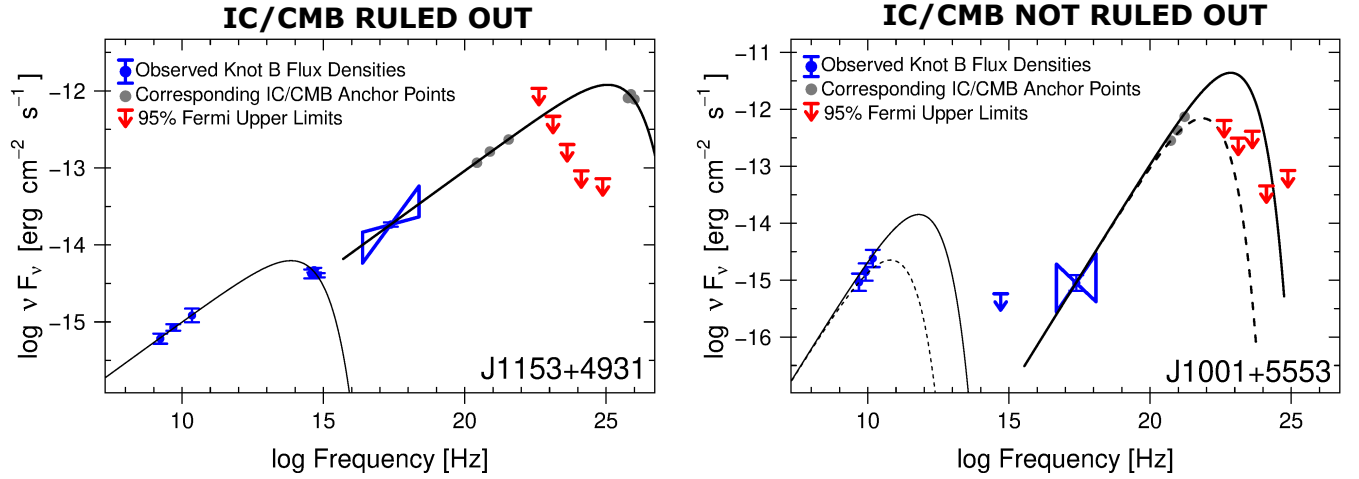 IC/CMB RULED OUT
Observed Knot B Flux Densities
Corresponding IC/CMB Anchor Points
95% Fermi Upper Limits
−12
−13
−14
−15
log ν Fν [erg cm−2 s−1]
J1153+4931
10 15 20 25
log Frequency [Hz]
IC/CMB NOT RULED OUT
Observed Knot B Flux Densities
Corresponding IC/CMB Anchor Points
95% Fermi Upper Limits
−11
−12
−13
−14
−15
−16
log ν Fν [erg cm−2 s−1]
J1001+5553
10 15 20 25
log Frequency [Hz]